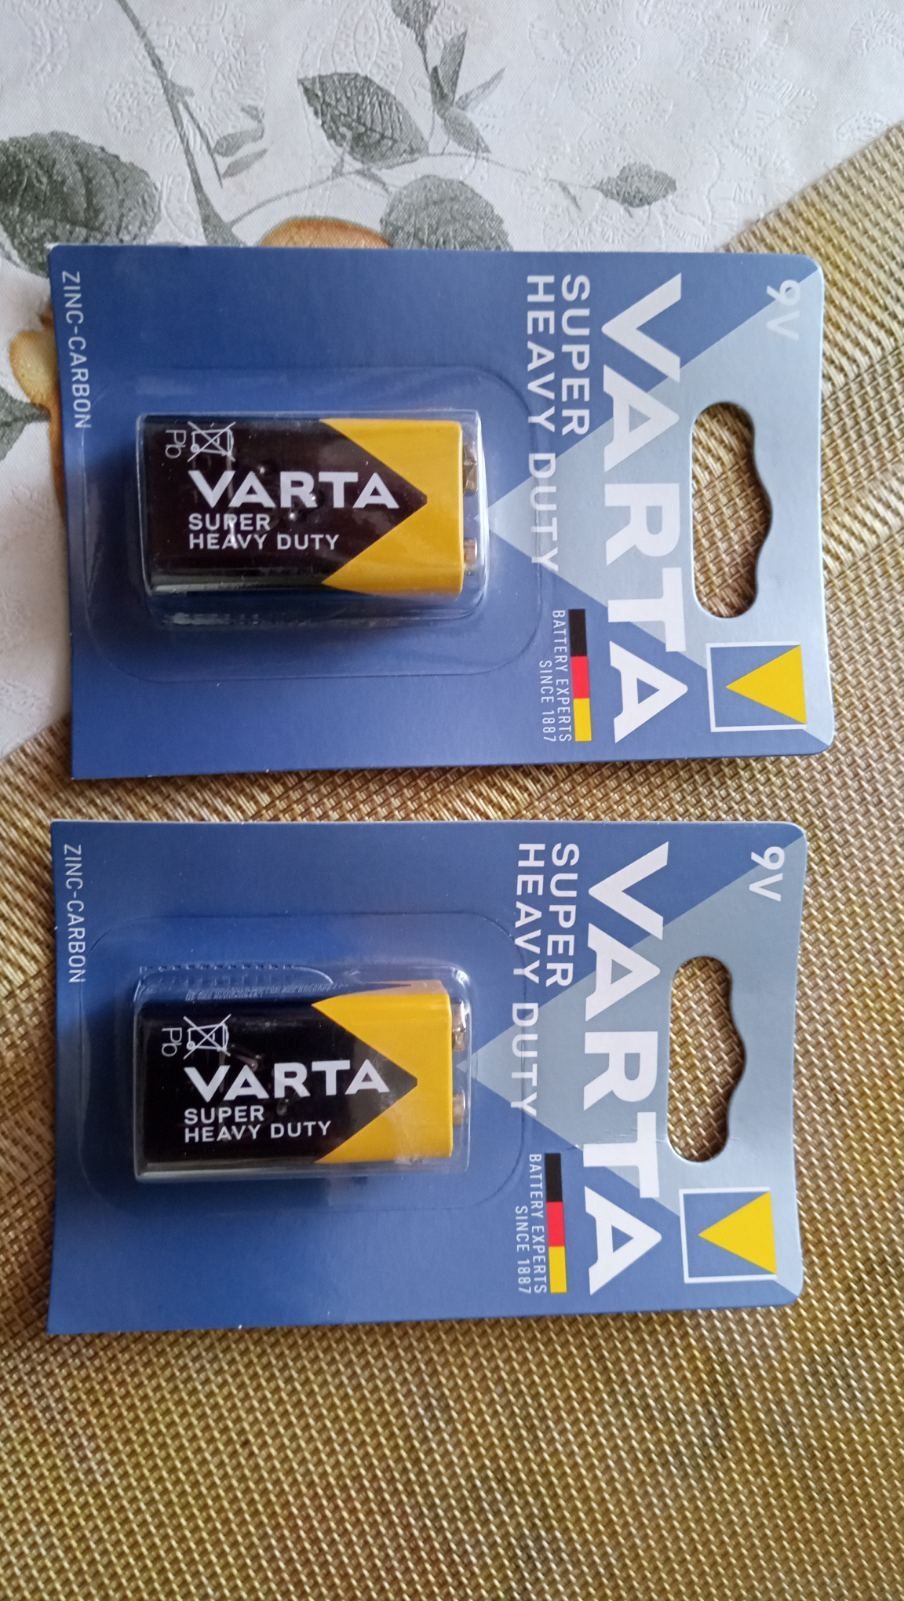 9V
VARTA
SUPER
HEAVY DUTY
BATTERY EXPERTS
SINCE 1887
Pb
VARTA
SUPER
HEAVY DUTY
ZINC-CARBON
9V
VARTA
SUPER
HEAVY DUTY
BATTERY EXPERTS
SINCE 1887
Pb
VARTA
SUPER
HEAVY DUTY
ZINC-CARBON